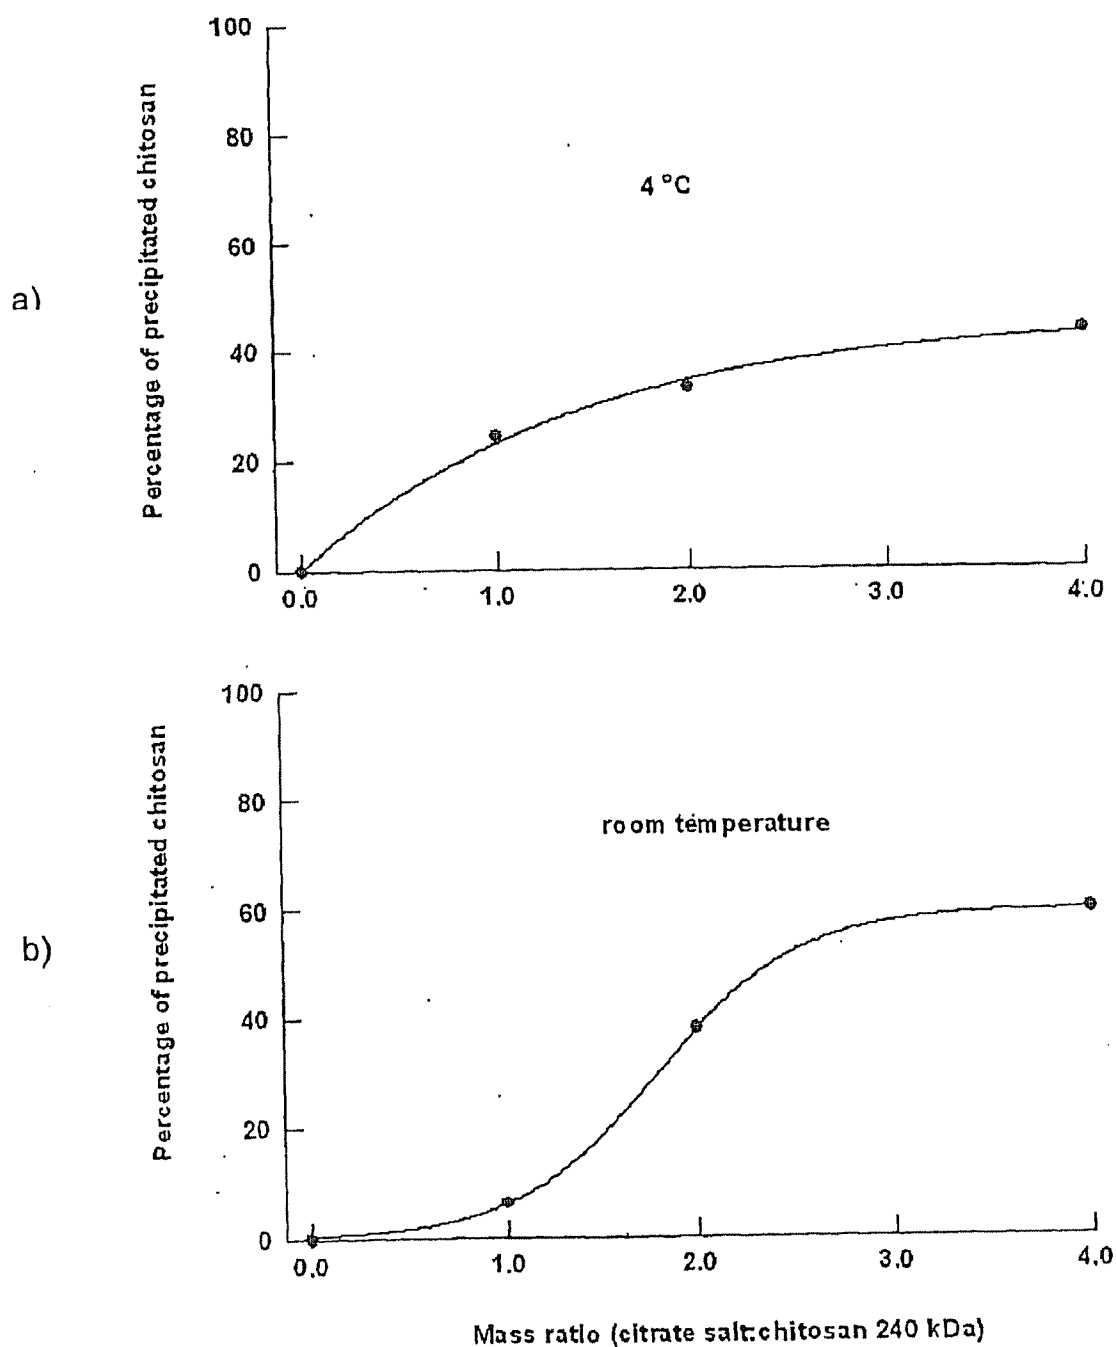 a)
Percentage of precipitated chitosan
100
80
60
40
20
0
4 °C
0.0 1.0 2.0 3.0 4.0
b)
Percentage of precipitated chitosan
100
80
60
40
20
0
room temperature
0.0 1.0 2.0 3.0 4.0
Mass ratio (citrate salt:chitosan 240 kDa)